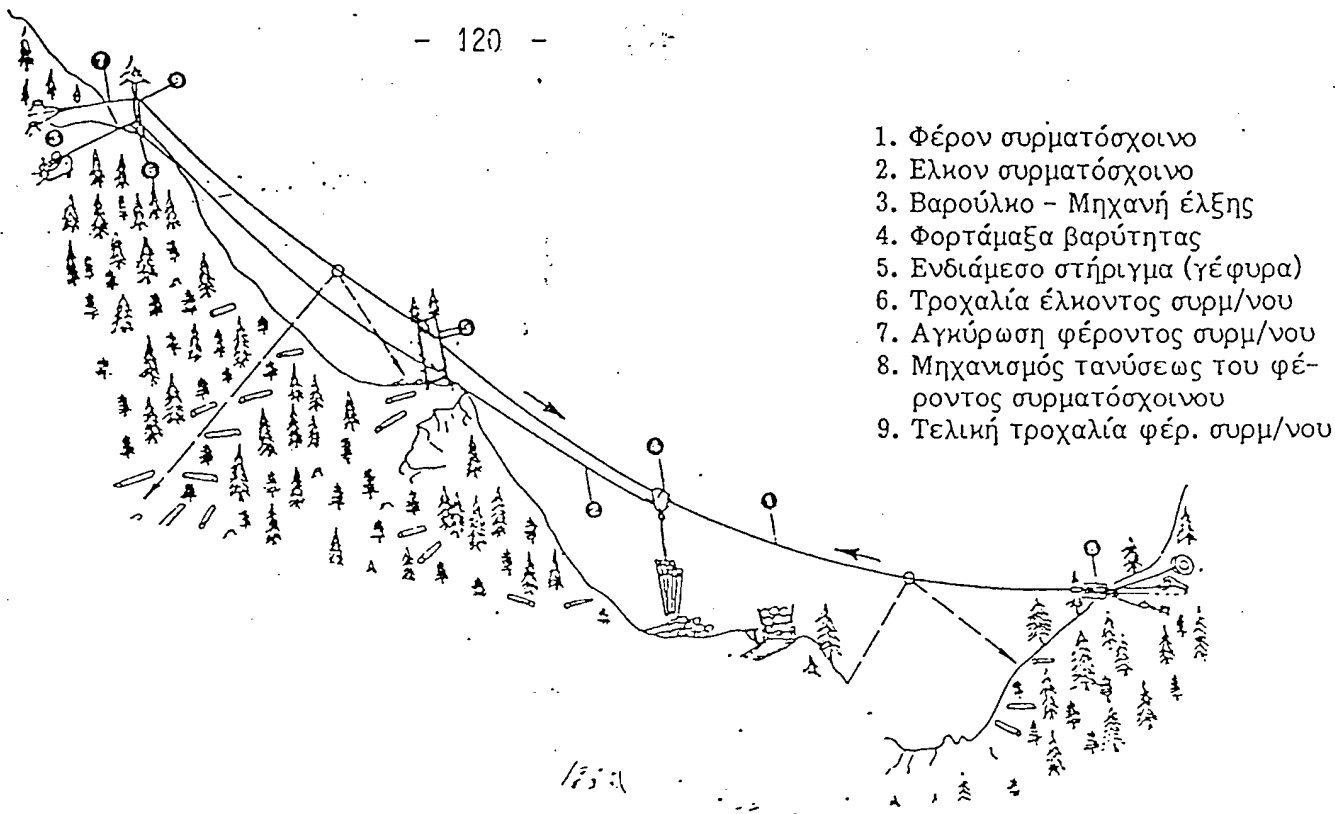 - 120 -
1. Φέρον συρματόσχοινο
2. Ελκον συρματόσχοινο
3. Βαρούλκο - Μηχανή έλξης
4. Φορτάμαξα βαρύτητας
5. Ενδιάμεσο στήριγμα (γέφυρα)
6. Τροχαλία έλκοντος συρμ/νου
7. Αγκύρωση φέροντος συρμ/νου
8. Μηχανισμός τανύσεως του φέ-
ροντος συρματόσχοινου
9. Τελική τροχαλία φέρ. συρμ/νου